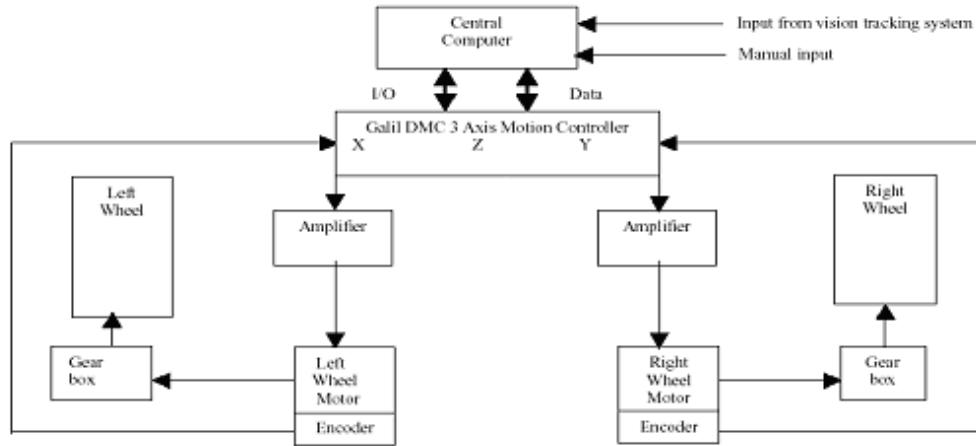 Central
Computer
Input from vision tracking system
Manual input
I/O
Data
Galil DMC 3 Axis Motion Controller
X
Z
Y
Left
Wheel
Amplifier
Amplifier
Right
Wheel
Gear
box
Left
Wheel
Motor
Encoder
Right
Wheel
Motor
Encoder
Gear
box